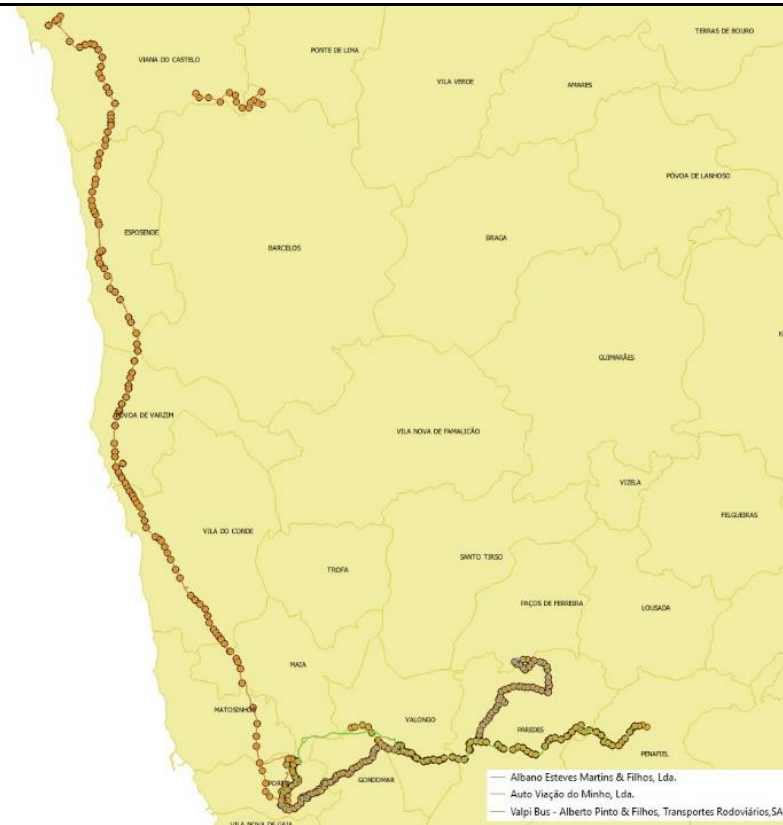 TERRAS DE BOURO
VIANA DO CASTELO
PONTE DE LIMA
VILA VERDE
AMARES
PÓVOA DE LANHOSO
ESPOSENDE
BARCELOS
BRAGA
GUIMARÃES
PÓVOA DE VARZIM
VILA NOVA DE FAMALICÃO
VIZELA
FELGUEIRAS
VILA DO CONDE
TROFA
SANTO TIRSO
PAÇOS DE FERREIRA
LOUSADA
MAIA
MATOSINHOS
VALONGO
PAREDES
PENAFIEL
GONDOMAR
VILA NOVA DE GAIA
Albano Esteves Martins & Filhos, Lda.
Auto Viação do Minho, Lda.
Valpi Bus - Alberto Pinto & Filhos, Transportes Rodoviários,SA